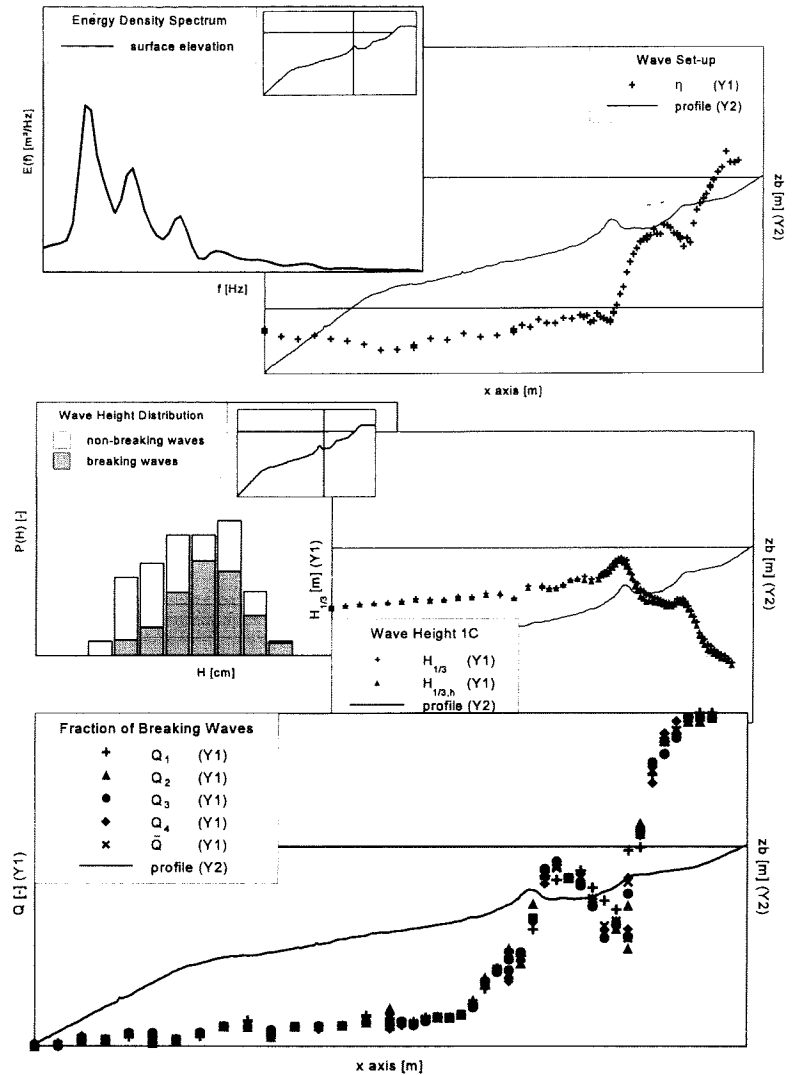 Energy Density Spectrum
surface elevation
E(f) [m²/Hz]
f [Hz]
Wave Set-up
η (Y1)
profile (Y2)
zb [m] (Y2)
x axis [m]
Wave Height Distribution
non-breaking waves
breaking waves
P(H) [-]
H [cm]
H1/3 [m] (Y1)
zb [m] (Y2)
Wave Height 1C
H1/3 (Y1)
H1/3,h (Y1)
profile (Y2)
Fraction of Breaking Waves
Q1 (Y1)
Q2 (Y1)
Q3 (Y1)
Q4 (Y1)
Q̄ (Y1)
profile (Y2)
Q [-] (Y1)
zb [m] (Y2)
x axis [m]